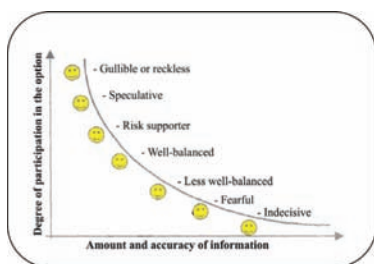 Degree of participation in the option
- Gullible or reckless
- Speculative
- Risk supporter
- Well-balanced
- Less well-balanced
- Fearful
- Indecisive
Amount and accuracy of information